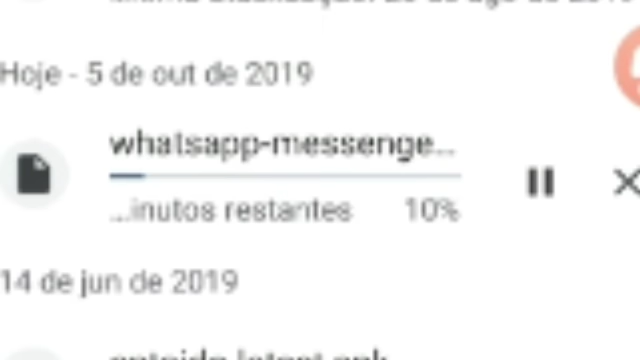 Hoje - 5 de out de 2019
whatsapp-messenge...
...inutos restantes 10%
14 de jun de 2019